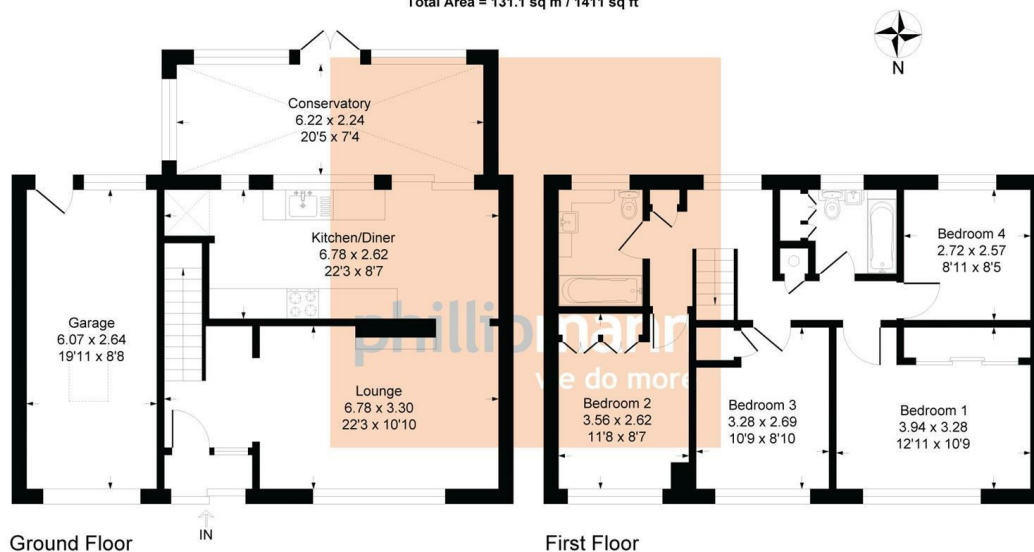 Total Area = 131.1 sq m / 1411 sq ft
N
Conservatory
6.22 x 2.24
20'5 x 7'4
Kitchen/Diner
6.78 x 2.62
22'3 x 8'7
Garage
6.07 x 2.64
19'11 x 8'8
Lounge
6.78 x 3.30
22'3 x 10'10
IN
Ground Floor
Bedroom 4
2.72 x 2.57
8'11 x 8'5
Bedroom 2
3.56 x 2.62
11'8 x 8'7
Bedroom 3
3.28 x 2.69
10'9 x 8'10
Bedroom 1
3.94 x 3.28
12'11 x 10'9
First Floor
phillipmann
we do more